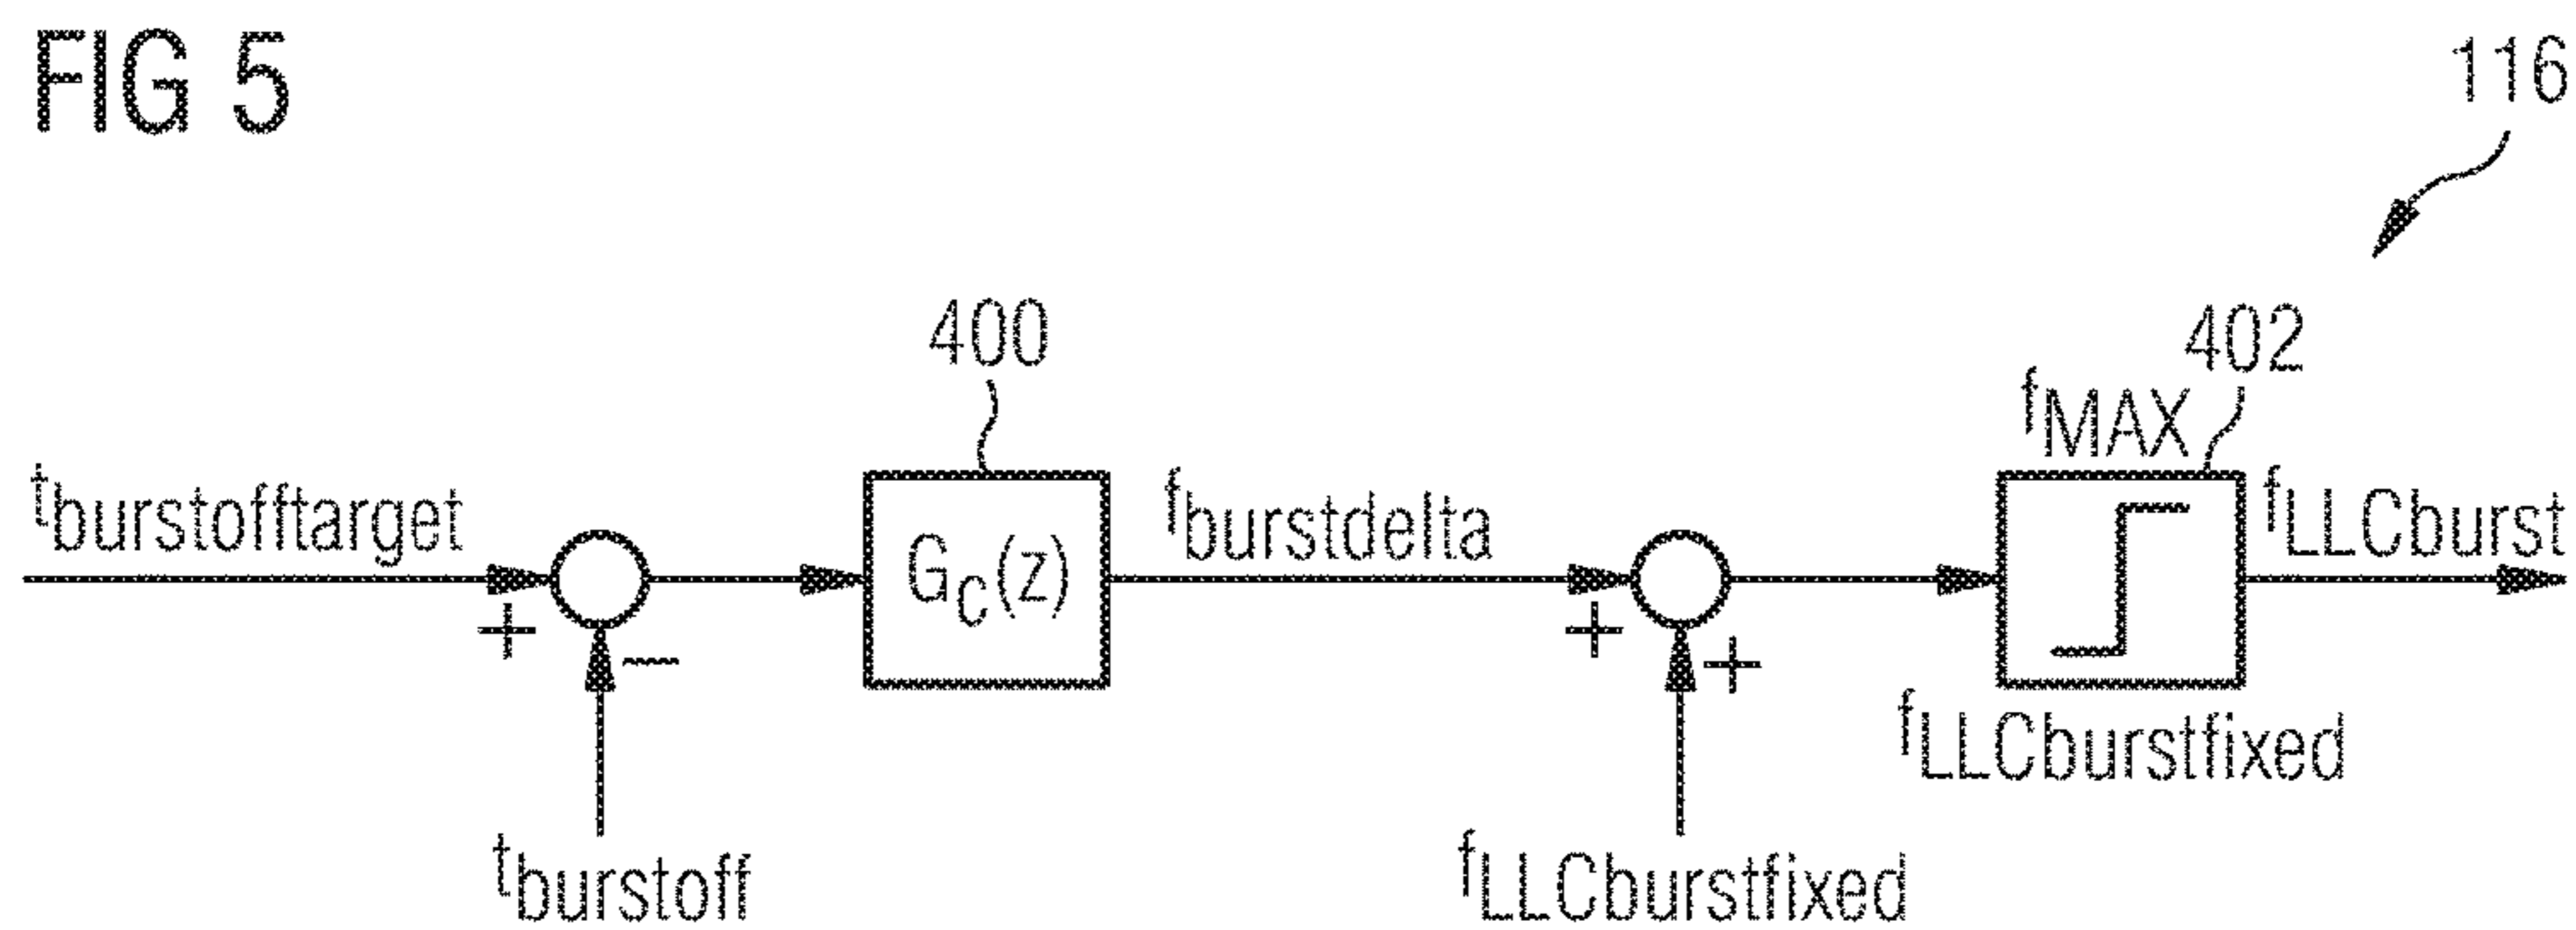 FIG 5
116
400
402
fMAX
tburstofftarget
Gc(z)
fburstdelta
fLLCburst
+
−
+
+
fLLCburstfixed
tburstoff
fLLCburstfixed